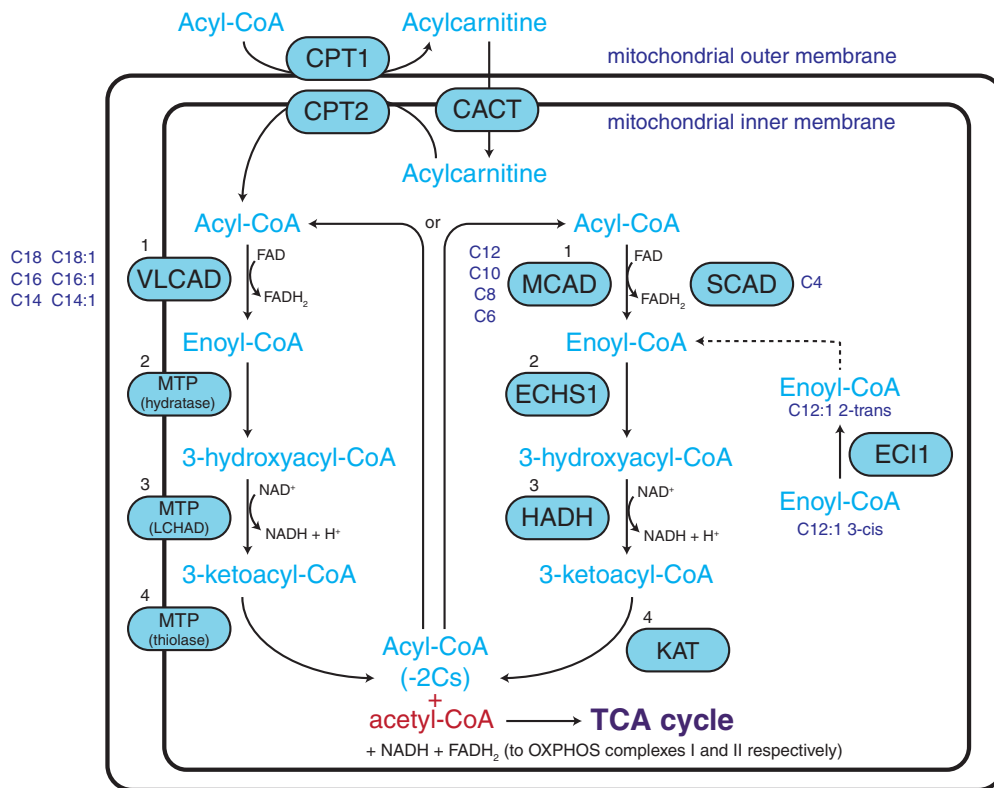 Acyl-CoA
Acylcarnitine
CPT1
mitochondrial outer membrane
CPT2
CACT
mitochondrial inner membrane
Acylcarnitine
Acyl-CoA
or
Acyl-CoA
C18 C18:1
C16 C16:1
C14 C14:1
1
VLCAD
FAD
FADH₂
C12
C10
C8
C6
1
MCAD
FAD
FADH₂
SCAD
C4
Enoyl-CoA
Enoyl-CoA
2
MTP
(hydratase)
2
ECHS1
Enoyl-CoA
C12:1 2-trans
ECI1
Enoyl-CoA
C12:1 3-cis
3-hydroxyacyl-CoA
3-hydroxyacyl-CoA
3
MTP
(LCHAD)
NAD⁺
NADH + H⁺
3
HADH
NAD⁺
NADH + H⁺
3-ketoacyl-CoA
3-ketoacyl-CoA
4
MTP
(thiolase)
4
KAT
Acyl-CoA
(-2Cs)
+
acetyl-CoA
TCA cycle
+ NADH + FADH₂ (to OXPHOS complexes I and II respectively)